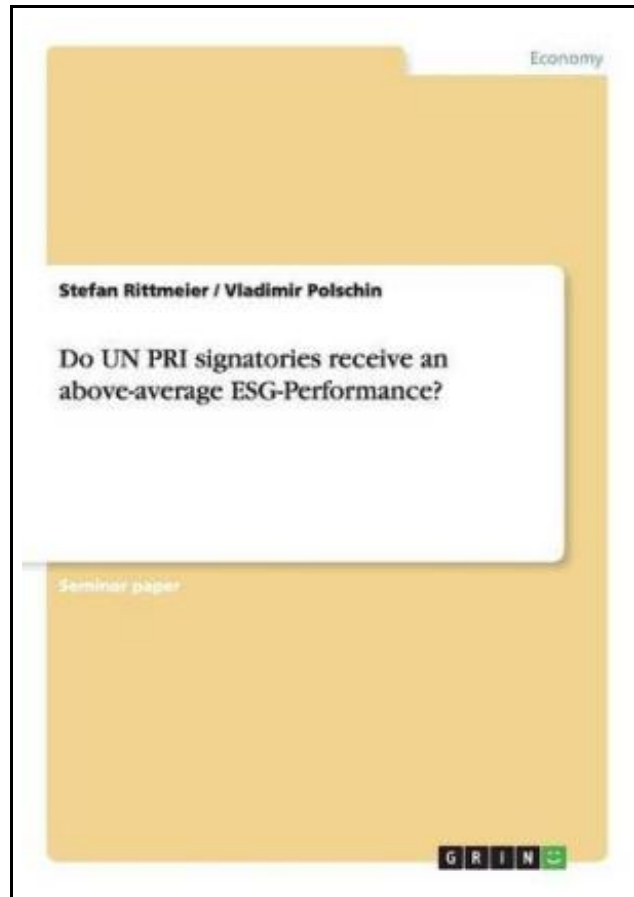 Economy
Stefan Rittmeier / Vladimir Polschin
Do UN PRI signatories receive an
above-average ESG-Performance?
Seminar paper
GRIN